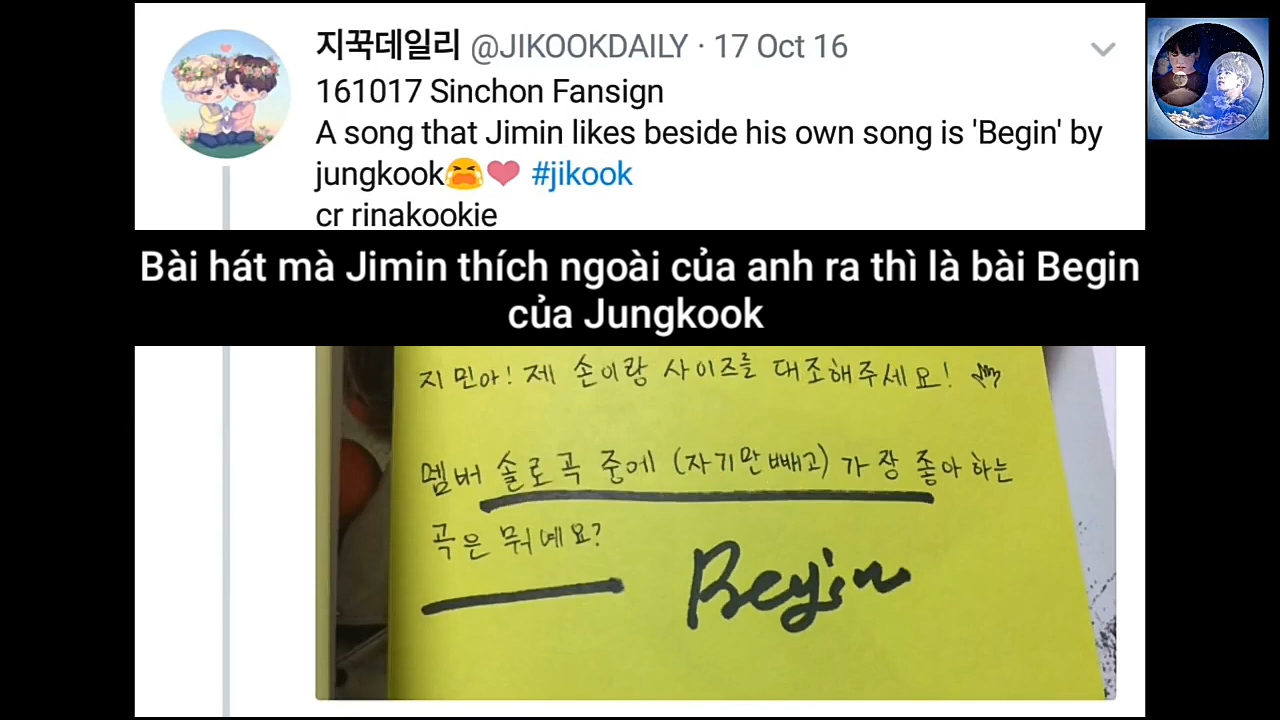 지꾹데일리 @JIKOOKDAILY · 17 Oct 16
161017 Sinchon Fansign
A song that Jimin likes beside his own song is 'Begin' by
jungkook😭❤ #jikook
cr rinakookie
Bài hát mà Jimin thích ngoài của anh ra thì là bài Begin
của Jungkook
지민아! 제 손이랑 사이즈를 대조해주세요!
멤버 솔로곡 중에 (자기만 빼고) 가장 좋아하는
곡은 뭐예요?
Begin